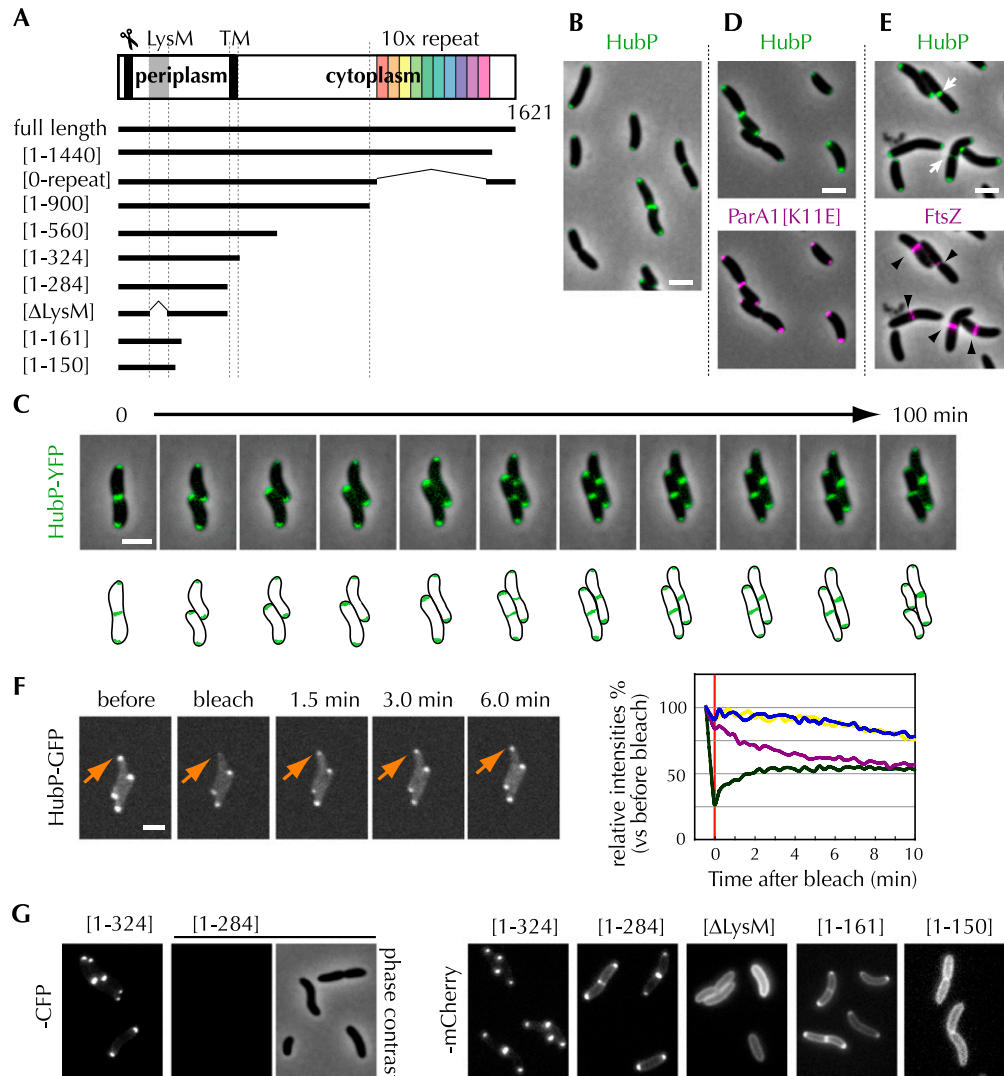 A
LysM
TM
10x repeat
periplasm
cytoplasm
1621
full length
[1-1440]
[0-repeat]
[1-900]
[1-560]
[1-324]
[1-284]
[ΔLysM]
[1-161]
[1-150]
B
HubP
D
HubP
ParA1[K11E]
E
HubP
FtsZ
C
0
100 min
HubP-YFP
F
before
bleach
1.5 min
3.0 min
6.0 min
HubP-GFP
relative intensities %
(vs before bleach)
100
50
0
0 2 4 6 8 10
Time after bleach (min)
G
[1-324]
[1-284]
-CFP
phase contrast
[1-324]
[1-284]
[ΔLysM]
[1-161]
[1-150]
-mCherry